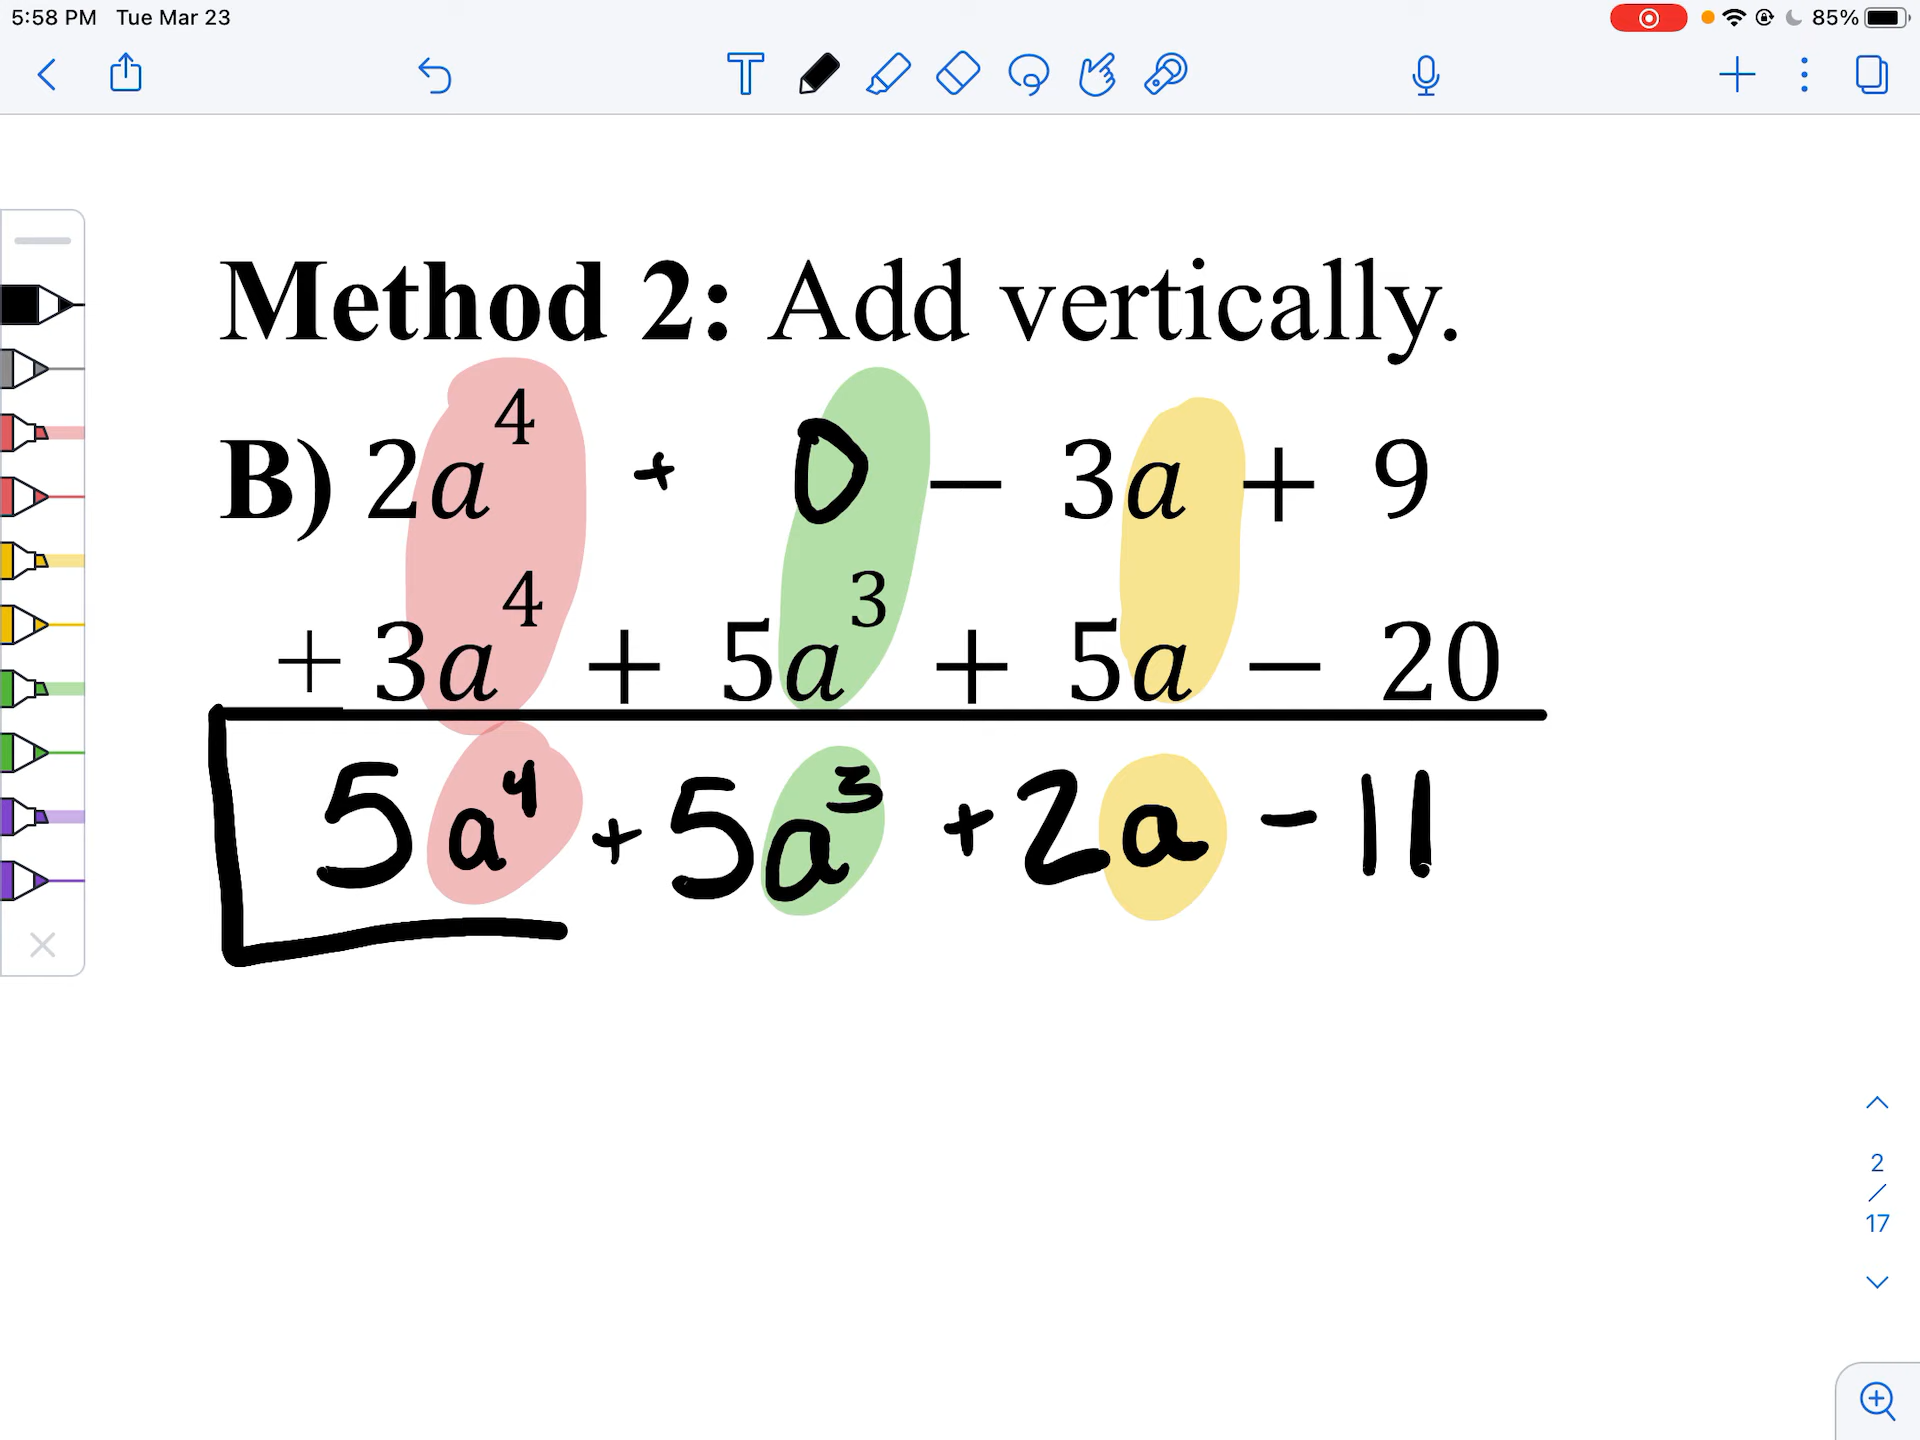 5:58 PM Tue Mar 23 85%
T
Method 2: Add vertically.
B) 2a⁴ + 0 − 3a + 9
+ 3a⁴ + 5a³ + 5a − 20
5a⁴ + 5a³ + 2a - 11
2
/
17